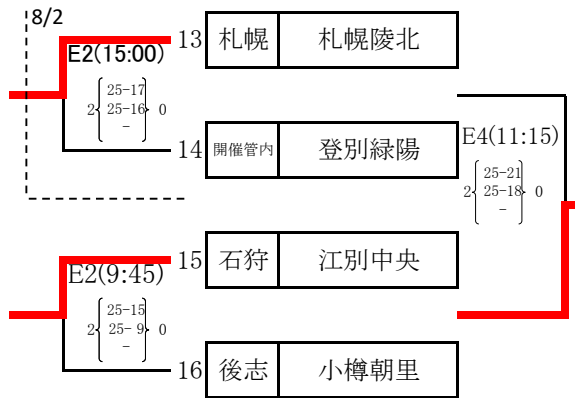 8/2
13 札幌 札幌陵北
E2(15:00)
25-17
2 25-16 0
-
14 開催管内 登別緑陽
E4(11:15)
25-21
2 25-18 0
-
15 石狩 江別中央
E2(9:45)
25-15
2 25- 9 0
-
16 後志 小樽朝里